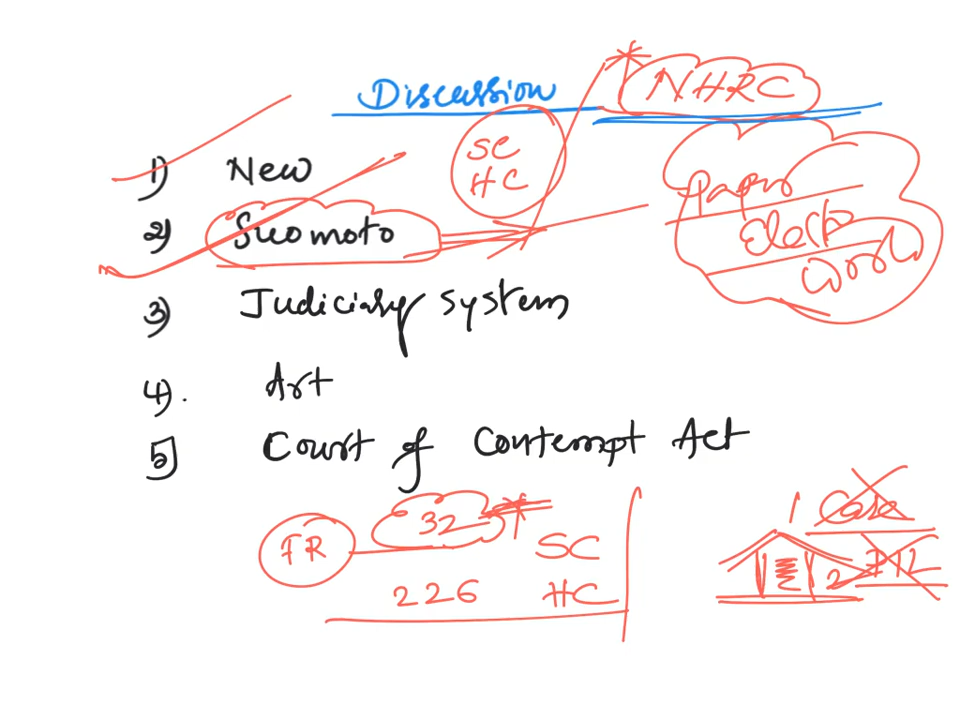 Discussion
NHRC
SC
HC
1) New
2) Suomoto
Paper
Elect
3) Judiciary system
4). Art
5) Court of Contempt Act
FR 32 SC
226 HC
1 Case
2